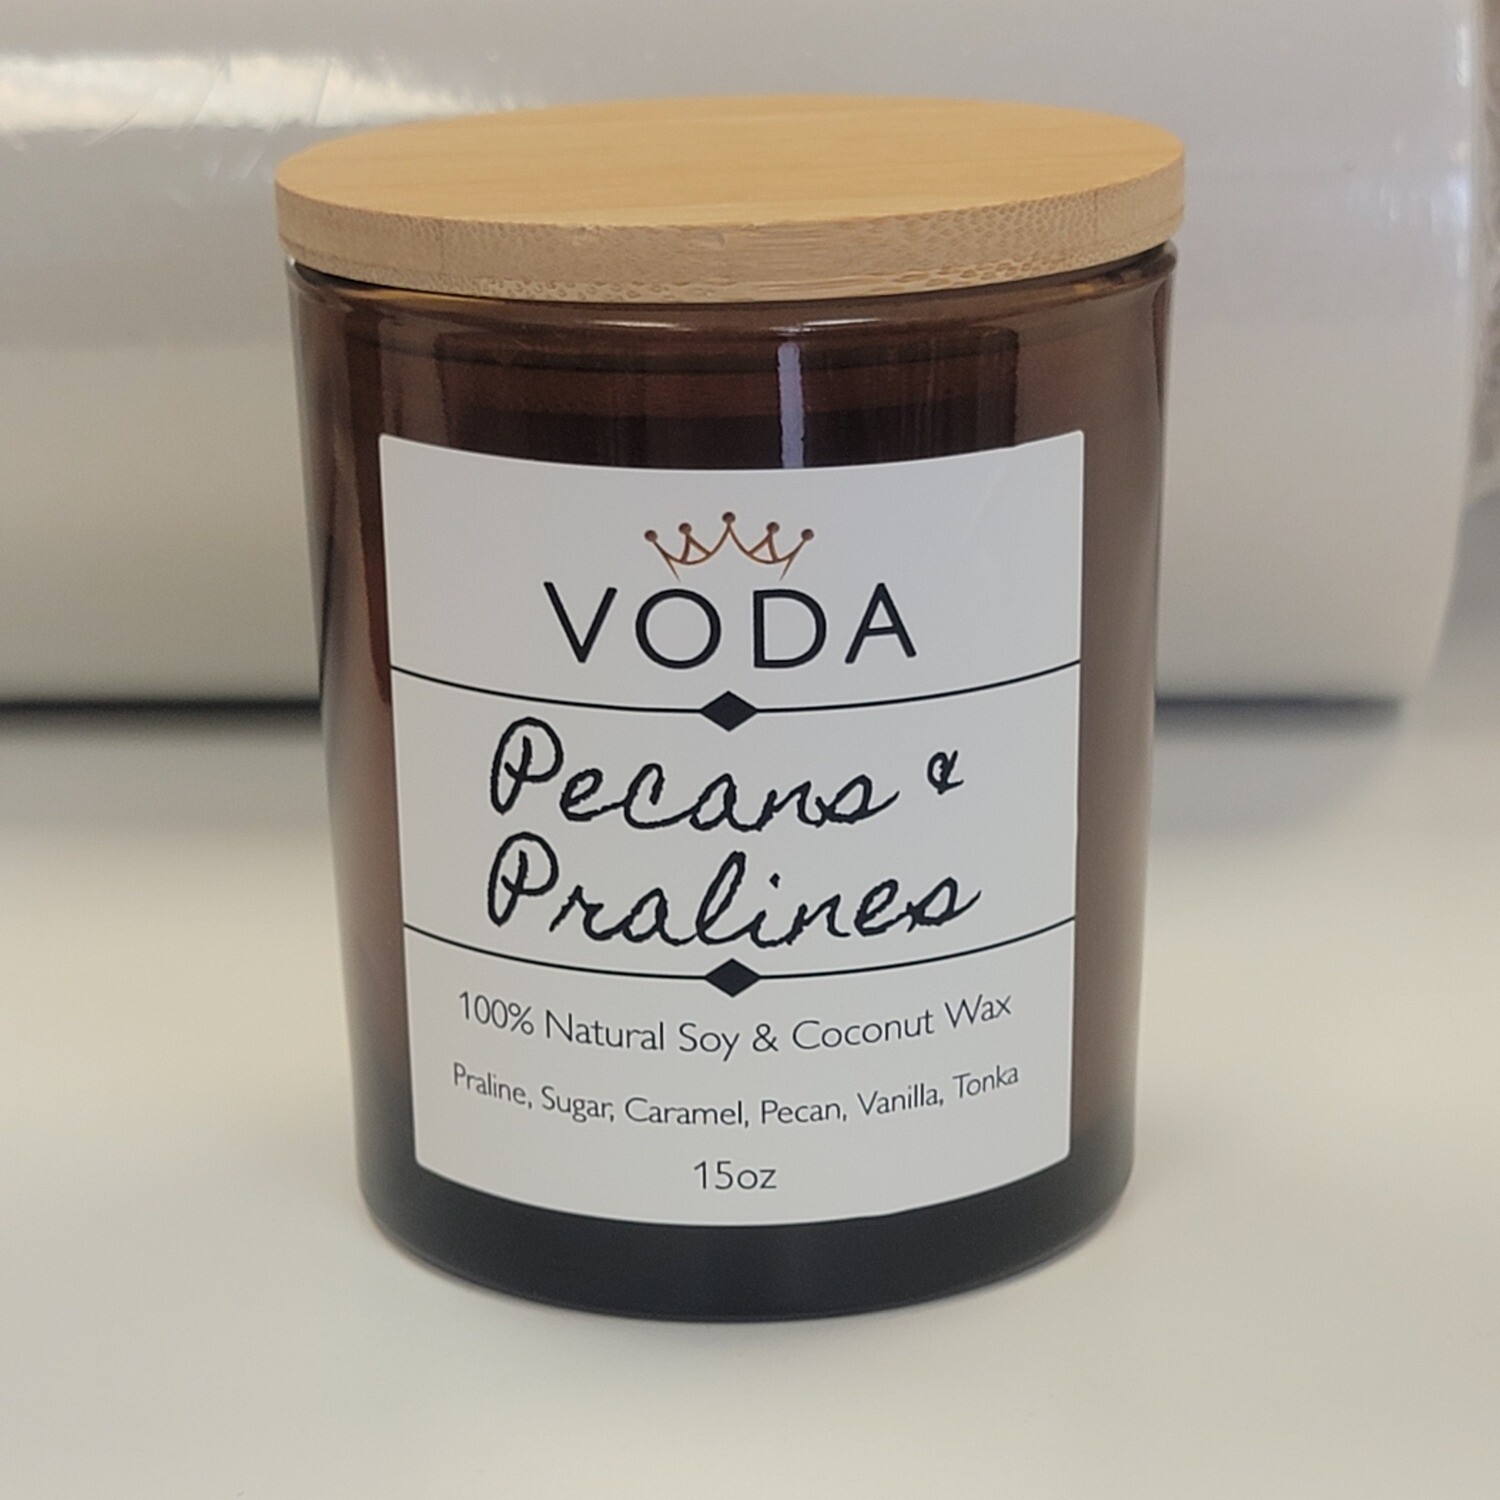 VODA
Pecans &
Pralines
100% Natural Soy & Coconut Wax
Praline, Sugar, Caramel, Pecan, Vanilla, Tonka
15oz